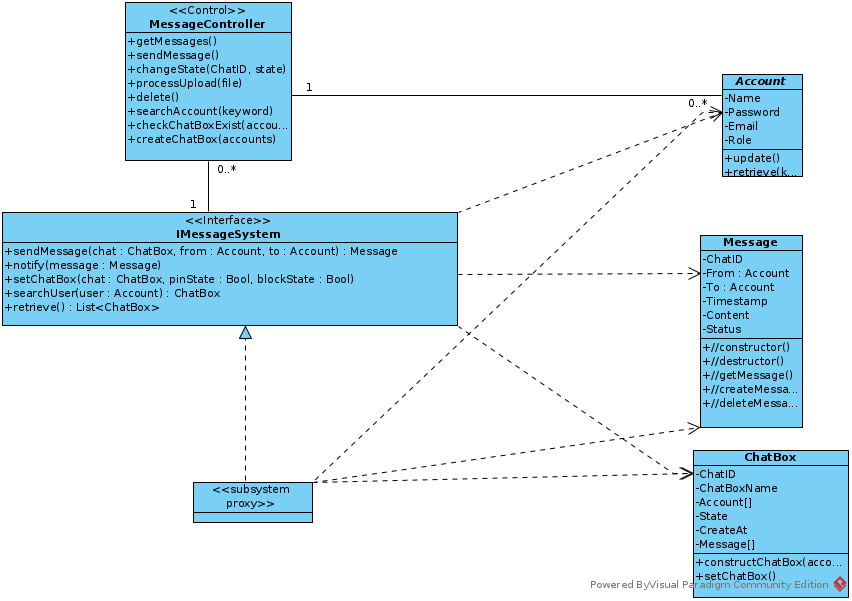 <<Control>>
MessageController
+getMessages()
+sendMessage()
+changeState(ChatID, state)
+processUpload(file)
+delete()
+searchAccount(keyword)
+checkChatBoxExist(accou...
+createChatBox(accounts)
1
0..*
Account
-Name
-Password
-Email
-Role
+update()
+retrieve(k...
0..*
1
<<Interface>>
IMessageSystem
+sendMessage(chat : ChatBox, from : Account, to : Account) : Message
+notify(message : Message)
+setChatBox(chat : ChatBox, pinState : Bool, blockState : Bool)
+searchUser(user : Account) : ChatBox
+retrieve() : List<ChatBox>
Message
-ChatID
-From : Account
-To : Account
-Timestamp
-Content
-Status
+//constructor()
+//destructor()
+//getMessage()
+//createMessa...
+//deleteMessa...
<<subsystem
proxy>>
ChatBox
-ChatID
-ChatBoxName
-Account[]
-State
-CreateAt
-Message[]
+constructChatBox(acco...
+setChatBox()
Powered By Visual Paradigm Community Edition